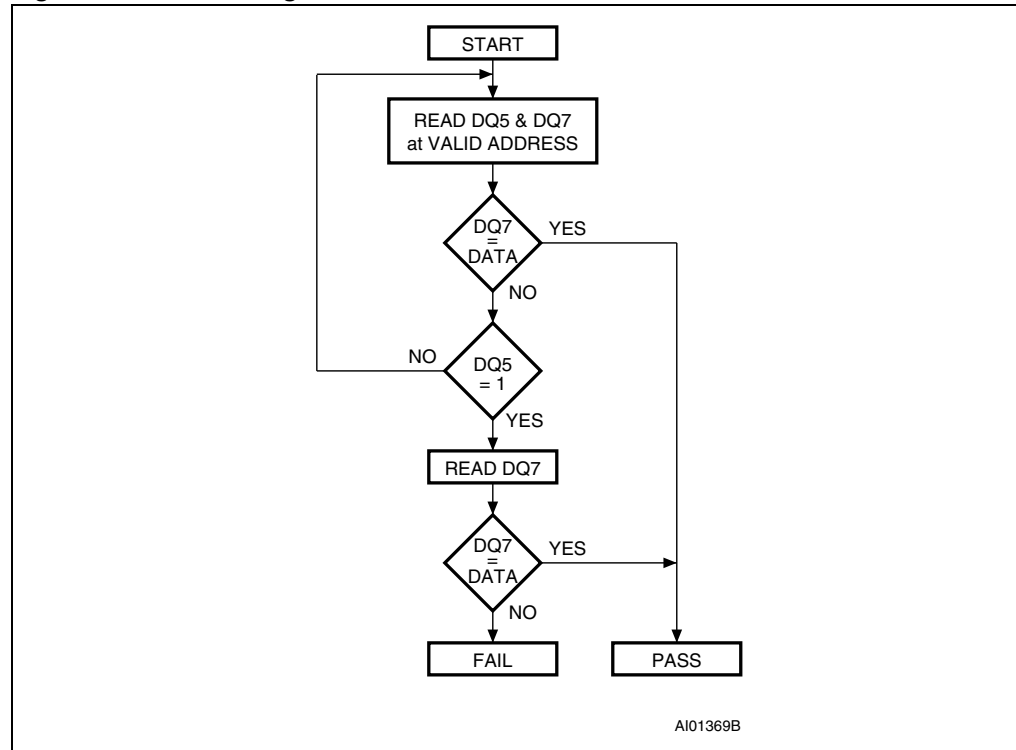 START
READ DQ5 & DQ7
at VALID ADDRESS
DQ7
=
DATA
YES
NO
DQ5
= 1
NO
YES
READ DQ7
DQ7
=
DATA
YES
NO
FAIL
PASS
AI01369B